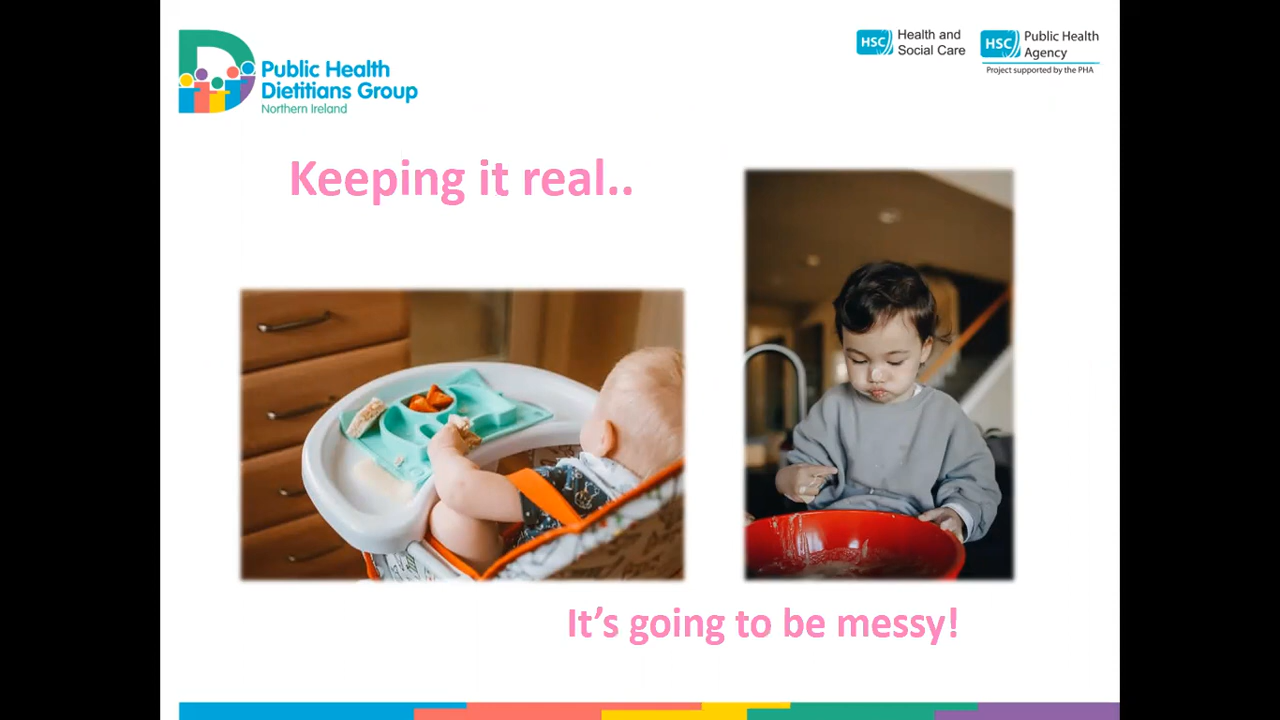 Public Health
Dietitians Group
Northern Ireland
HSC
Health and
Social Care
HSC
Public Health
Agency
Project supported by the PHA
Keeping it real..
It's going to be messy!